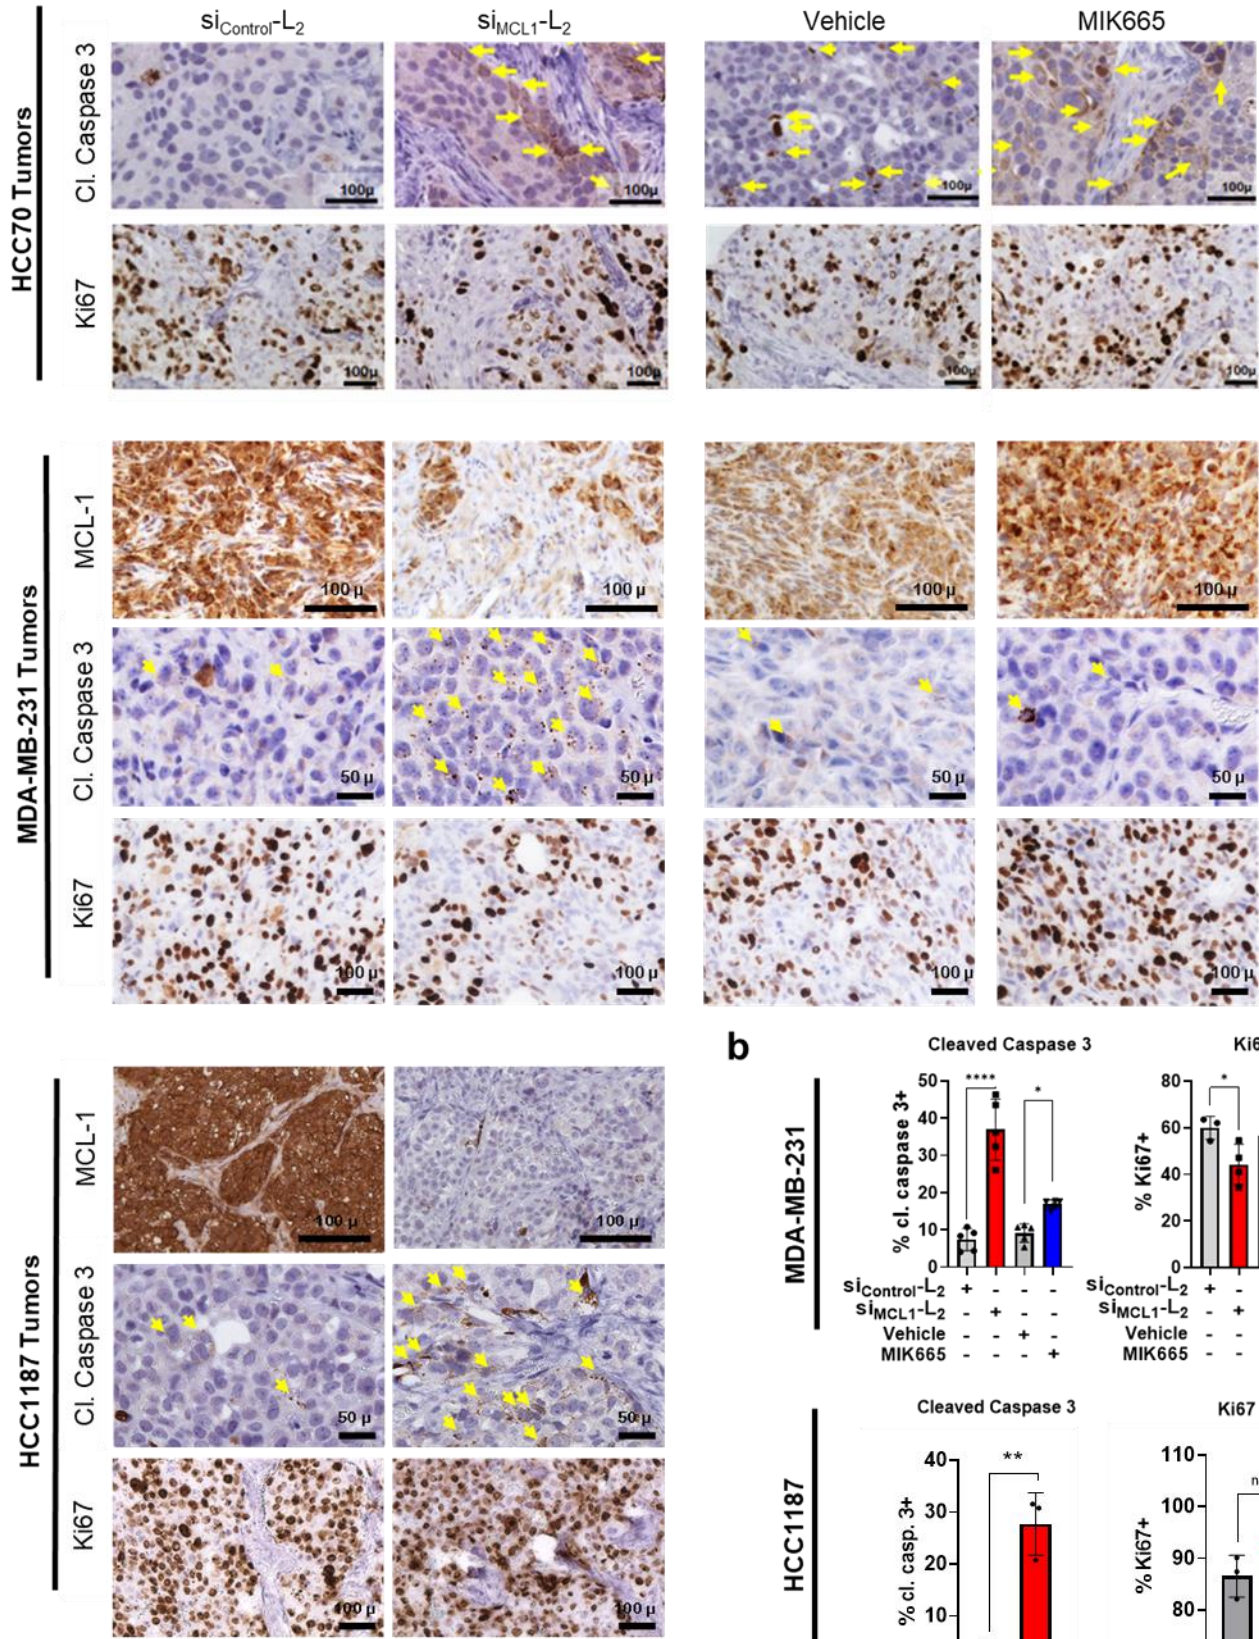 siControl-L2 siMCL1-L2 Vehicle MIK665
HCC70 Tumors
Cl. Caspase 3
100µ 100µ 100µ 100µ
Ki67
100µ 100µ 100µ 100µ
MDA-MB-231 Tumors
MCL-1
100 µ 100 µ 100 µ 100 µ
Cl. Caspase 3
50 µ 50 µ 50 µ 50 µ
Ki67
100 µ 100 µ 100 µ 100 µ
HCC1187 Tumors
MCL-1
100 µ 100 µ
Cl. Caspase 3
50 µ 50 µ
Ki67
100 µ 100 µ
b
MDA-MB-231
Cleaved Caspase 3
% cl. caspase 3+
50
40
30
20
10
0
**** *
siControl-L2 + - - -
siMCL1-L2 - + - -
Vehicle - - + -
MIK665 - - - +
Ki6
% Ki67+
80
60
40
20
0
*
siControl-L2 + -
siMCL1-L2 - +
Vehicle - -
MIK665 - -
HCC1187
Cleaved Caspase 3
% cl. casp. 3+
40
30
20
10
**
Ki67
% Ki67+
110
100
90
80
n